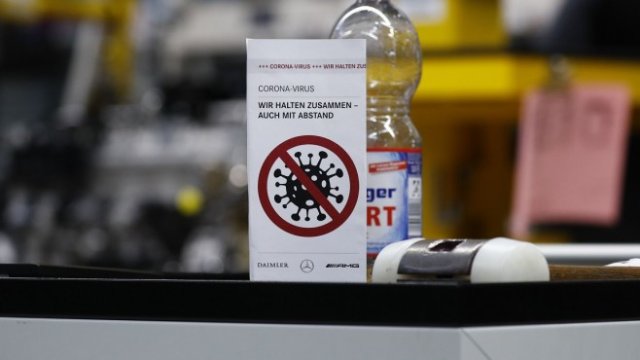 +++ CORONA-VIRUS +++ WIR HALTEN ZUS
CORONA-VIRUS
WIR HALTEN ZUSAMMEN –
AUCH MIT ABSTAND
DAIMLER
AMG
ger
RT